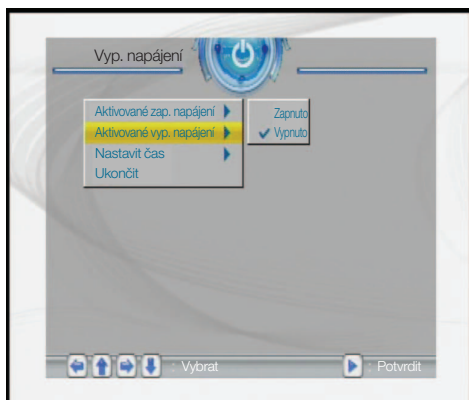 Vyp. napájení
Aktivované zap. napájení
Aktivované vyp. napájení
Nastavit čas
Ukončit
Zapnuto
Vypnuto
: Vybrat
: Potvrdit